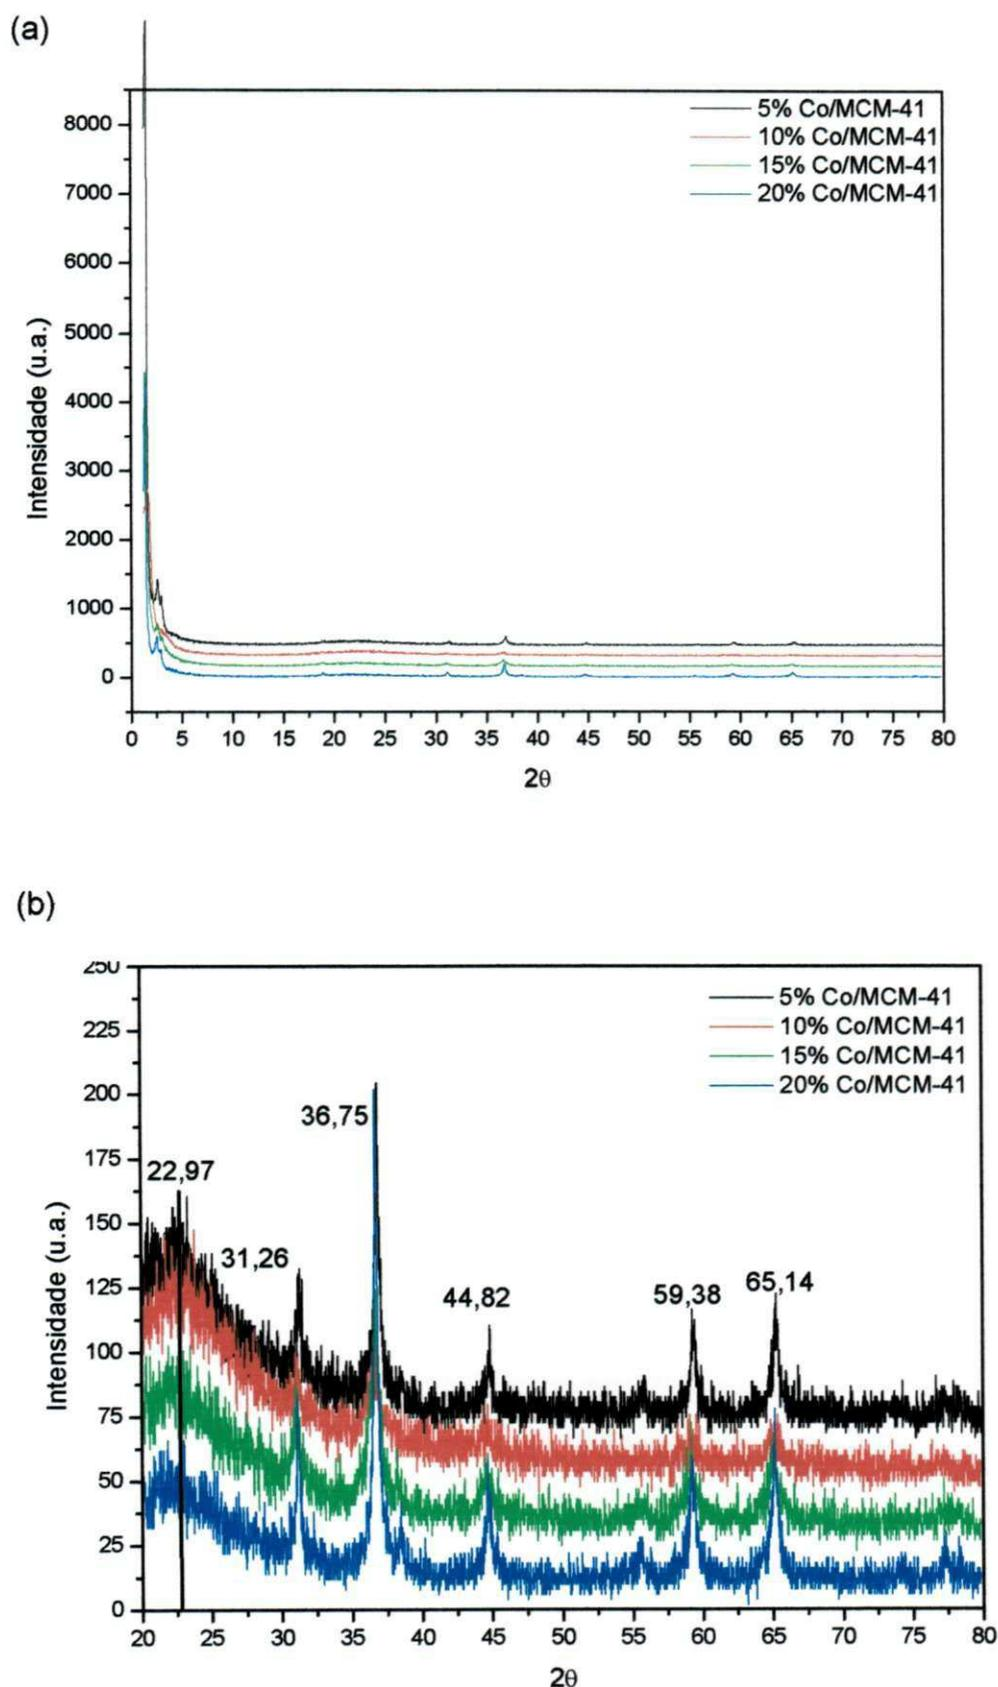 (a)
5% Co/MCM-41
10% Co/MCM-41
15% Co/MCM-41
20% Co/MCM-41
8000
7000
6000
5000
4000
3000
2000
1000
0
Intensidade (u.a.)
0 5 10 15 20 25 30 35 40 45 50 55 60 65 70 75 80
2θ
(b)
5% Co/MCM-41
10% Co/MCM-41
15% Co/MCM-41
20% Co/MCM-41
250
225
200
175
150
125
100
75
50
25
0
Intensidade (u.a.)
36,75
22,97
31,26
44,82
59,38
65,14
20 25 30 35 40 45 50 55 60 65 70 75 80
2θ